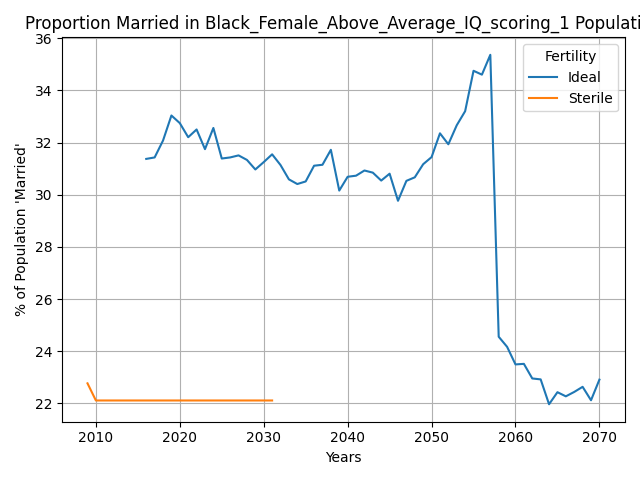 Proportion Married in Black_Female_Above_Average_IQ_scoring_1 Populati
36
34
32
30
28
26
24
22
% of Population 'Married'
Fertility
Ideal
Sterile
2010 2020 2030 2040 2050 2060 2070
Years